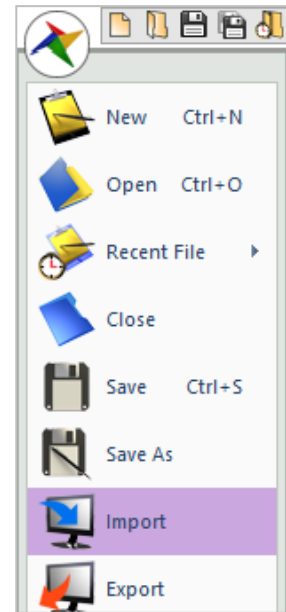 New Ctrl+N
Open Ctrl+O
Recent File
Close
Save Ctrl+S
Save As
Import
Export